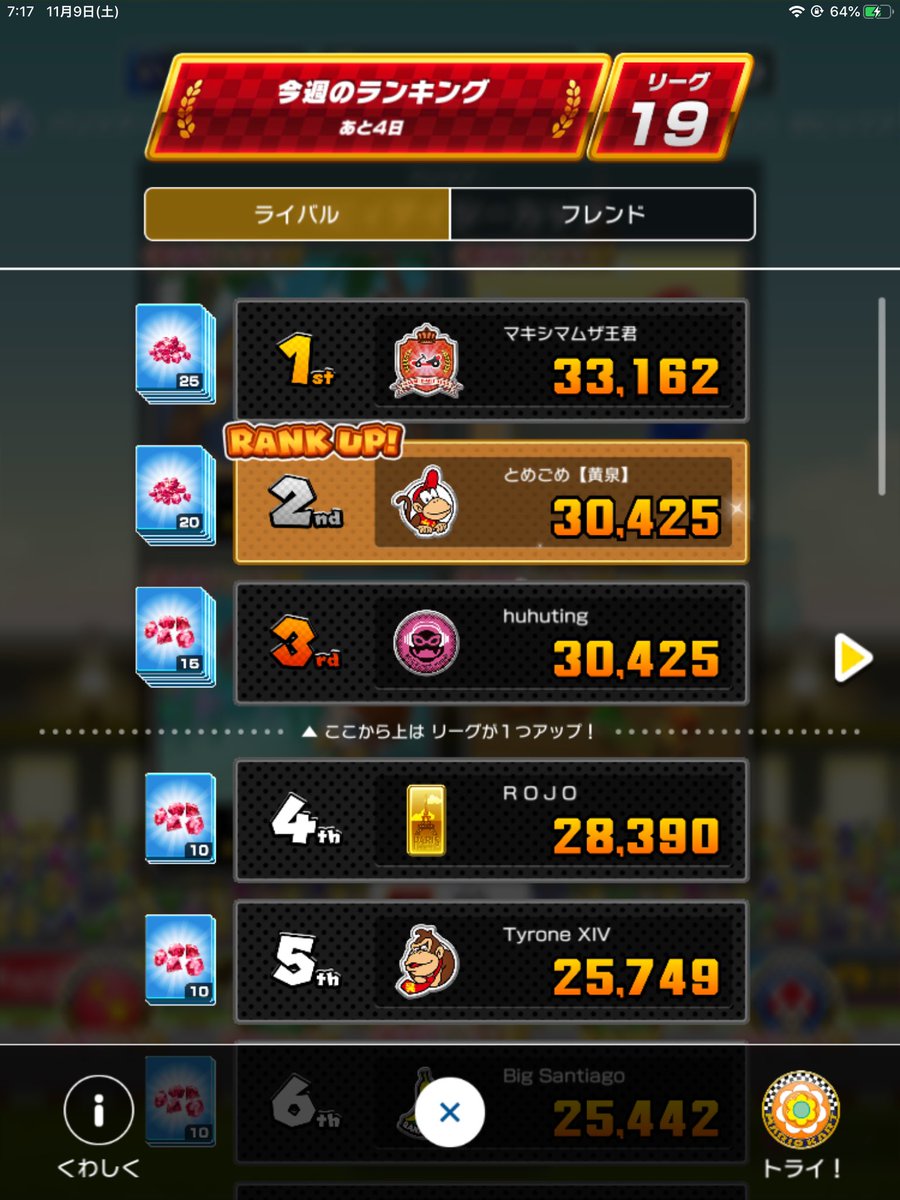 7:17 11月9日(土)
64%
今週のランキング
あと4日
リーグ
19
ライバル
フレンド
25
1st
マキシマムザ王君
33,162
RANK UP!
20
2nd
とめごめ【黄泉】
30,425
15
3rd
huhuting
30,425
▲ ここから上は リーグが1つアップ！
10
4th
ROJO
28,390
PARIS
10
5th
Tyrone XIV
25,749
10
6th
Big Santiago
25,442
くわしく
MARIO KART
トライ！